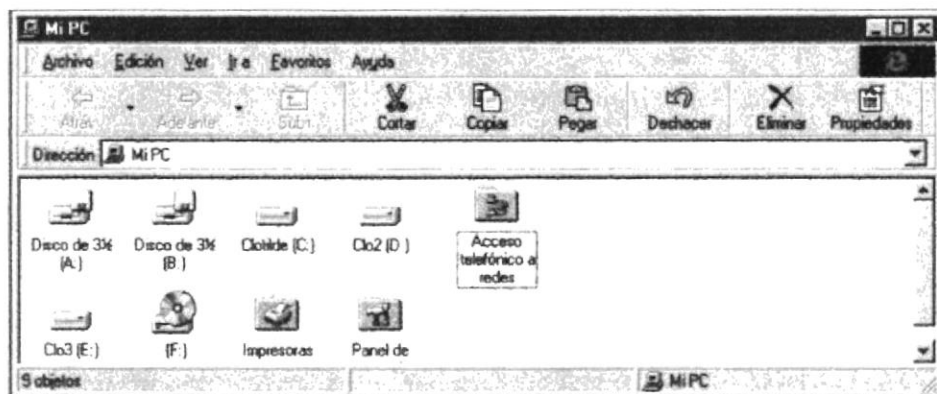 Mi PC
Archivo Edición Ver Ir a Favoritos Ayuda
Atrás Adelante Subir Cortar Copiar Pegar Deshacer Eliminar Propiedades
Dirección Mi PC
Disco de 3½ (A:) Disco de 3½ (B:) Clotilde (C:) Clo2 (D:) Acceso telefónico a redes
Clo3 (E:) (F:) Impresoras Panel de
9 objetos Mi PC